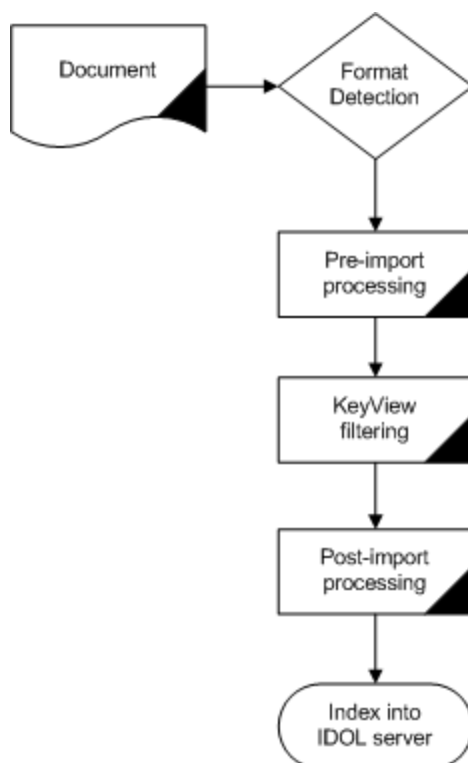 Document
Format
Detection
Pre-import
processing
KeyView
filtering
Post-import
processing
Index into
IDOL server